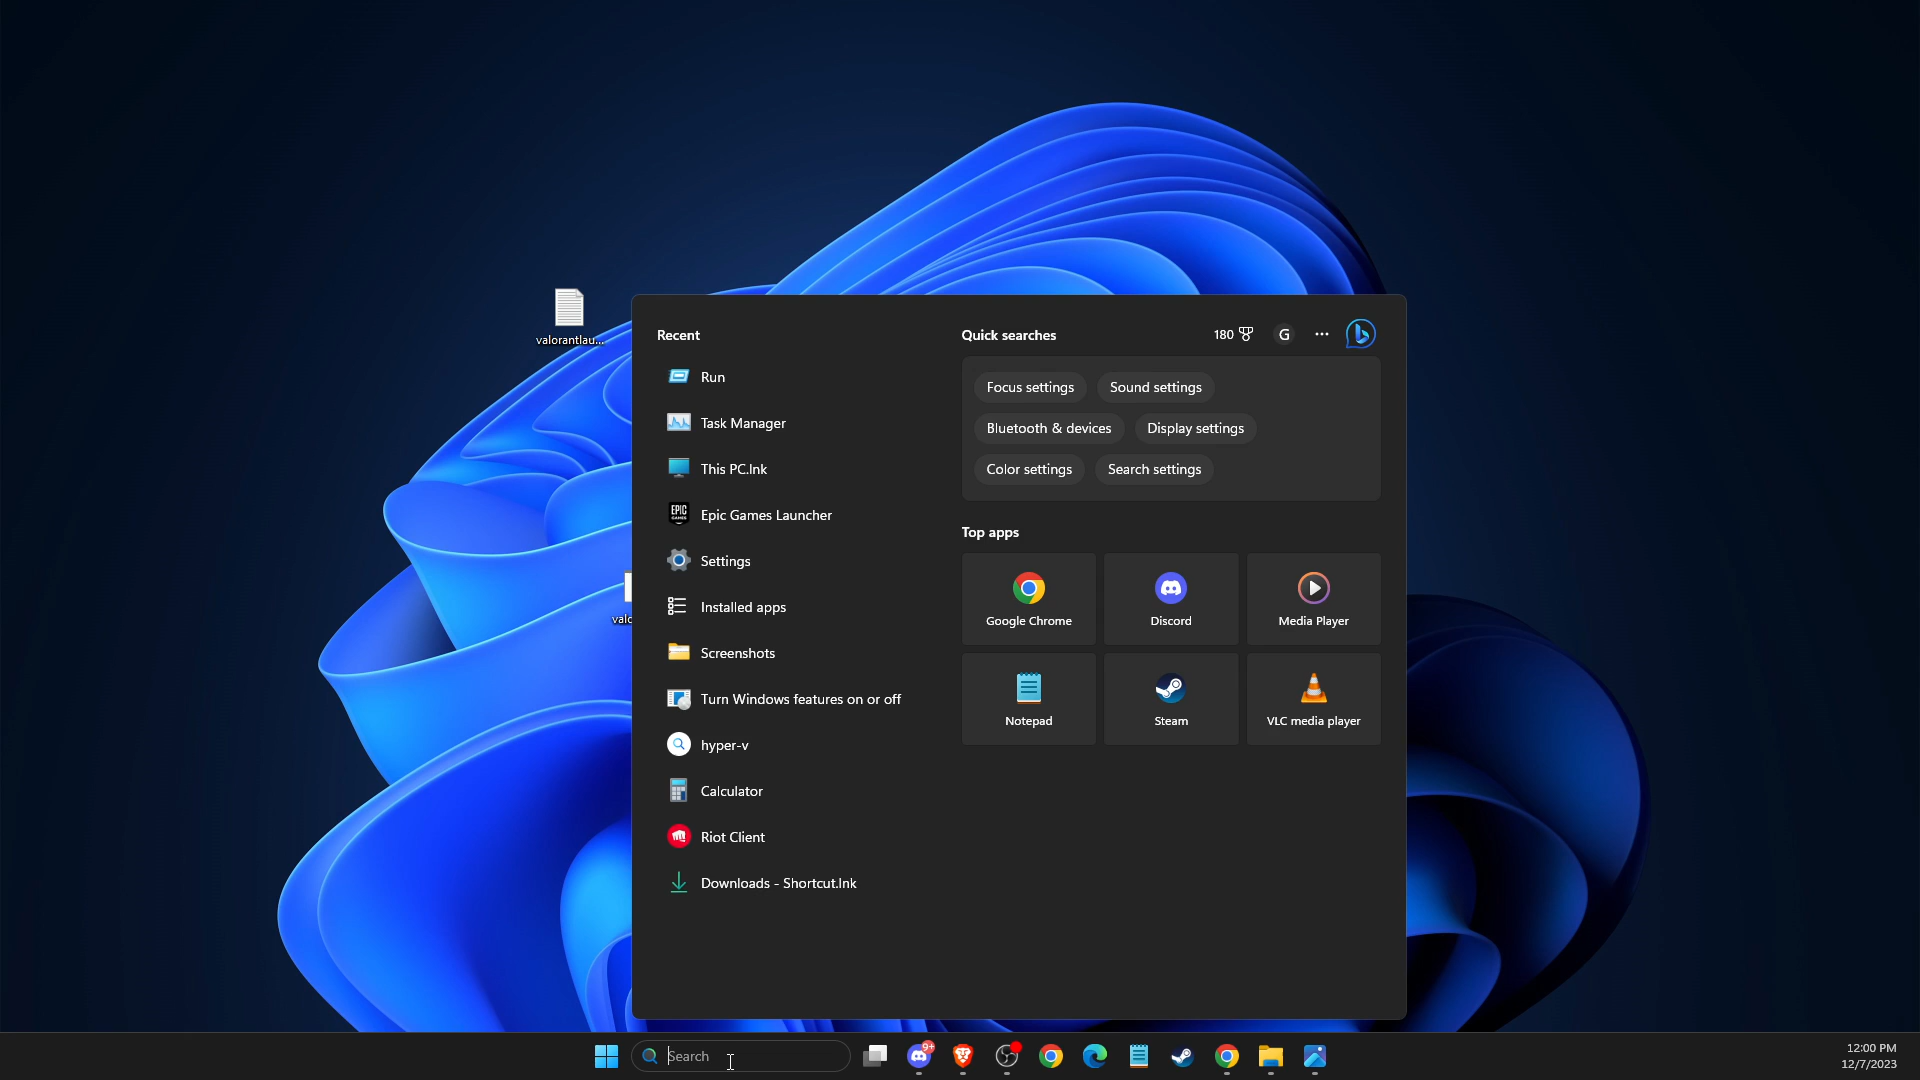 valorantlau...
valo
Recent
Run
Task Manager
This PC.lnk
Epic Games Launcher
Settings
Installed apps
Screenshots
Turn Windows features on or off
hyper-v
Calculator
Riot Client
Downloads - Shortcut.lnk
Quick searches
180
G
Focus settings
Sound settings
Bluetooth & devices
Display settings
Color settings
Search settings
Top apps
Google Chrome
Discord
Media Player
Notepad
Steam
VLC media player
Search
9+
12:00 PM
12/7/2023